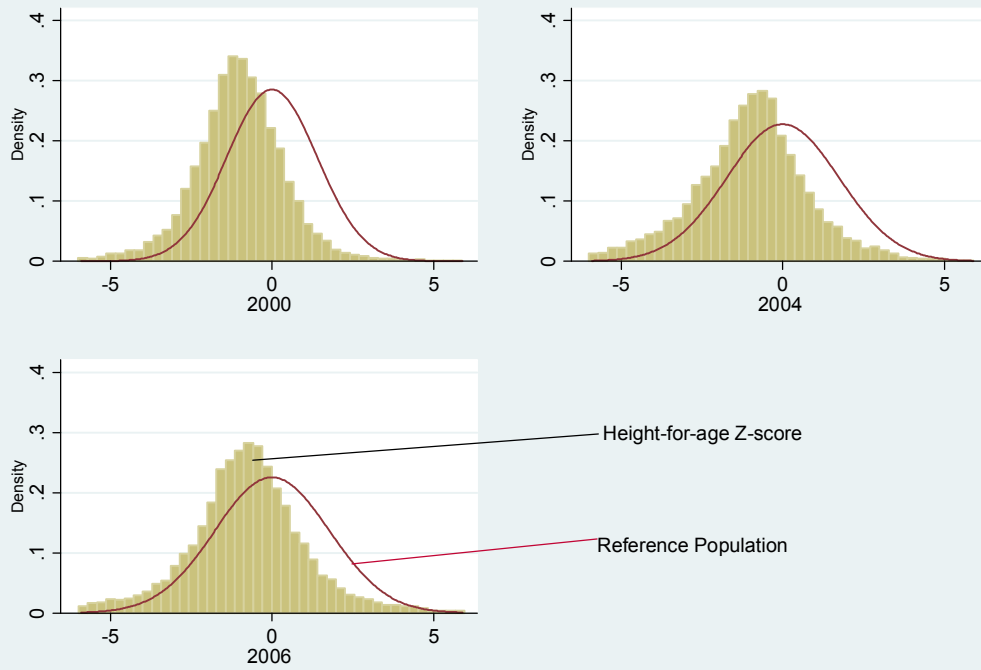 Density
0 .1 .2 .3 .4
-5 0 5
2000
Density
0 .1 .2 .3 .4
-5 0 5
2004
Density
0 .1 .2 .3 .4
-5 0 5
2006
Height-for-age Z-score
Reference Population